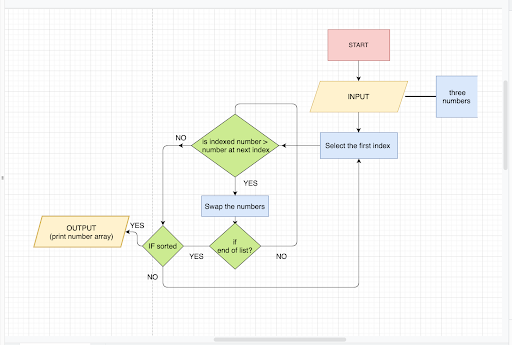 START
INPUT
three
numbers
Select the first index
is indexed number >
number at next index
NO
YES
Swap the numbers
if
end of list?
NO
YES
IF sorted
YES
NO
OUTPUT
(print number array)